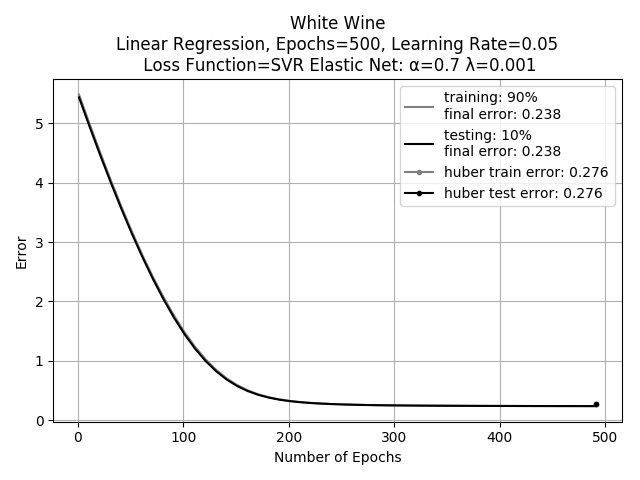 White Wine
Linear Regression, Epochs=500, Learning Rate=0.05
Loss Function=SVR Elastic Net: α=0.7 λ=0.001
training: 90%
final error: 0.238
testing: 10%
final error: 0.238
huber train error: 0.276
huber test error: 0.276
Error
5
4
3
2
1
0
0 100 200 300 400 500
Number of Epochs